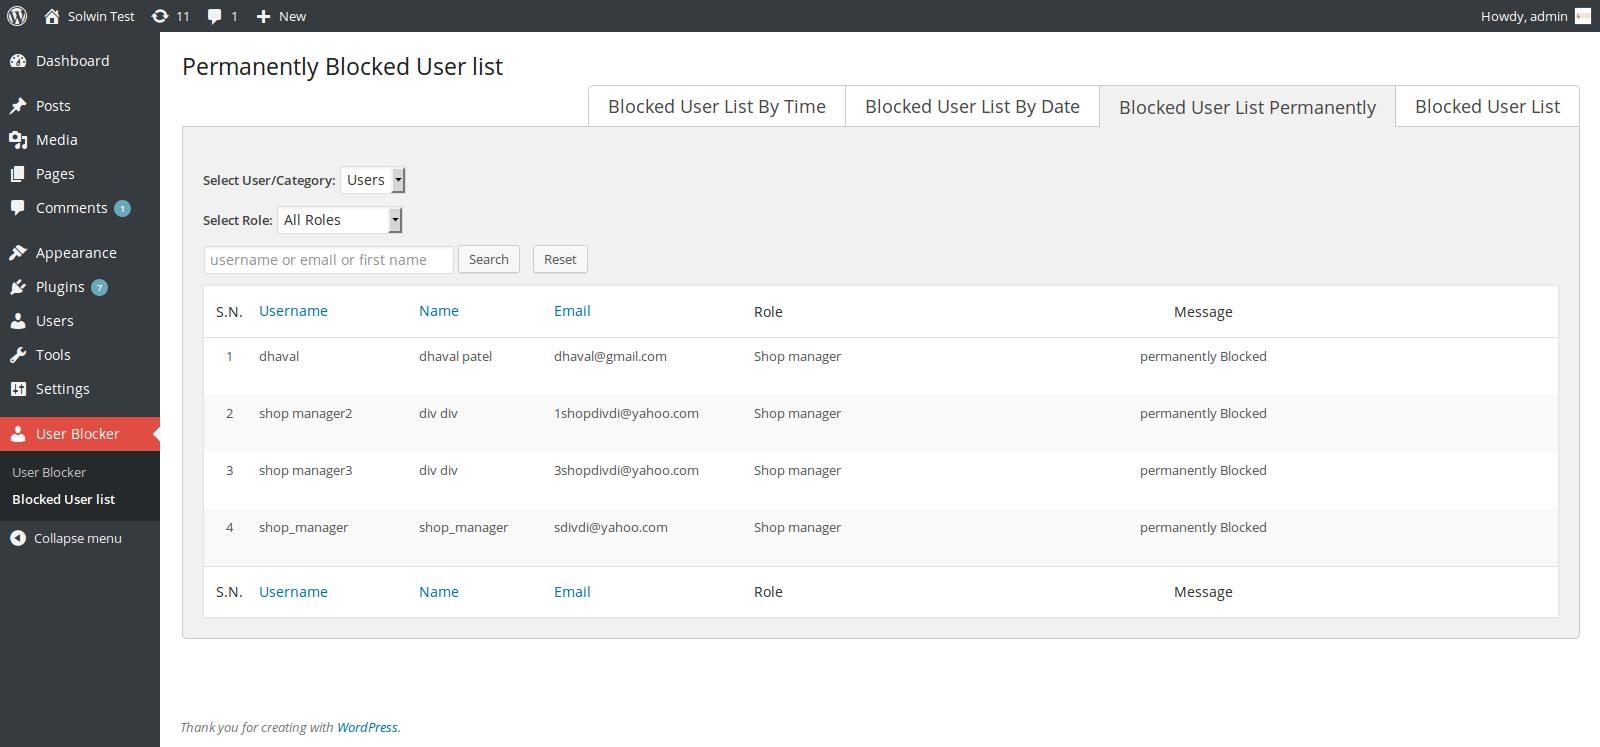 Solwin Test 11 1 New Howdy, admin
Dashboard
Posts
Media
Pages
Comments 1
Appearance
Plugins 7
Users
Tools
Settings
User Blocker
User Blocker
Blocked User list
Collapse menu
Permanently Blocked User list
Blocked User List By Time Blocked User List By Date Blocked User List Permanently Blocked User List
Select User/Category: Users
Select Role: All Roles
username or email or first name Search Reset
S.N. Username Name Email Role Message
1 dhaval dhaval patel dhaval@gmail.com Shop manager permanently Blocked
2 shop manager2 div div 1shopdivdi@yahoo.com Shop manager permanently Blocked
3 shop manager3 div div 3shopdivdi@yahoo.com Shop manager permanently Blocked
4 shop_manager shop_manager sdivdi@yahoo.com Shop manager permanently Blocked
S.N. Username Name Email Role Message
Thank you for creating with WordPress.